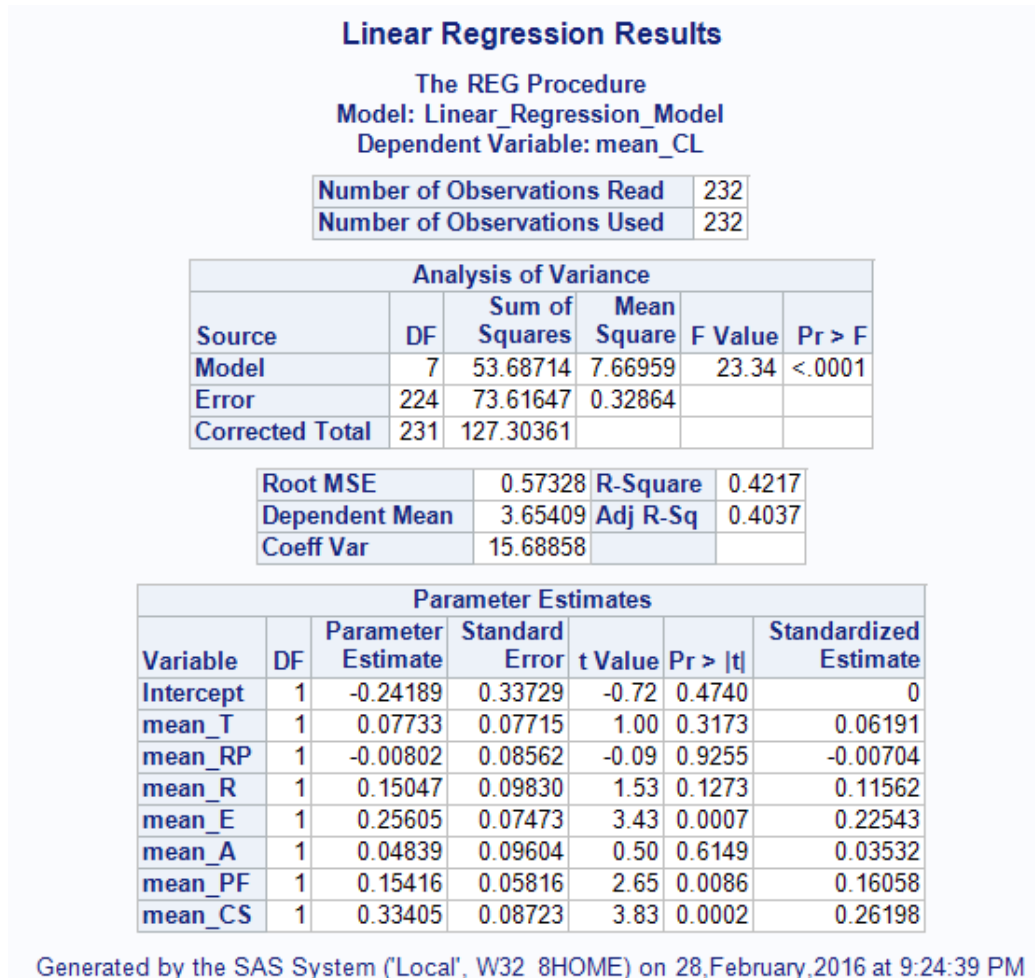 Linear Regression Results
The REG Procedure
Model: Linear_Regression_Model
Dependent Variable: mean_CL
Number of Observations Read 232
Number of Observations Used 232
Analysis of Variance
Source DF Sum of Squares Mean Square F Value Pr > F
Model 7 53.68714 7.66959 23.34 <.0001
Error 224 73.61647 0.32864
Corrected Total 231 127.30361
Root MSE 0.57328 R-Square 0.4217
Dependent Mean 3.65409 Adj R-Sq 0.4037
Coeff Var 15.68858
Parameter Estimates
Variable DF Parameter Estimate Standard Error t Value Pr > |t| Standardized Estimate
Intercept 1 -0.24189 0.33729 -0.72 0.4740 0
mean_T 1 0.07733 0.07715 1.00 0.3173 0.06191
mean_RP 1 -0.00802 0.08562 -0.09 0.9255 -0.00704
mean_R 1 0.15047 0.09830 1.53 0.1273 0.11562
mean_E 1 0.25605 0.07473 3.43 0.0007 0.22543
mean_A 1 0.04839 0.09604 0.50 0.6149 0.03532
mean_PF 1 0.15416 0.05816 2.65 0.0086 0.16058
mean_CS 1 0.33405 0.08723 3.83 0.0002 0.26198
Generated by the SAS System ('Local', W32_8HOME) on 28,February,2016 at 9:24:39 PM